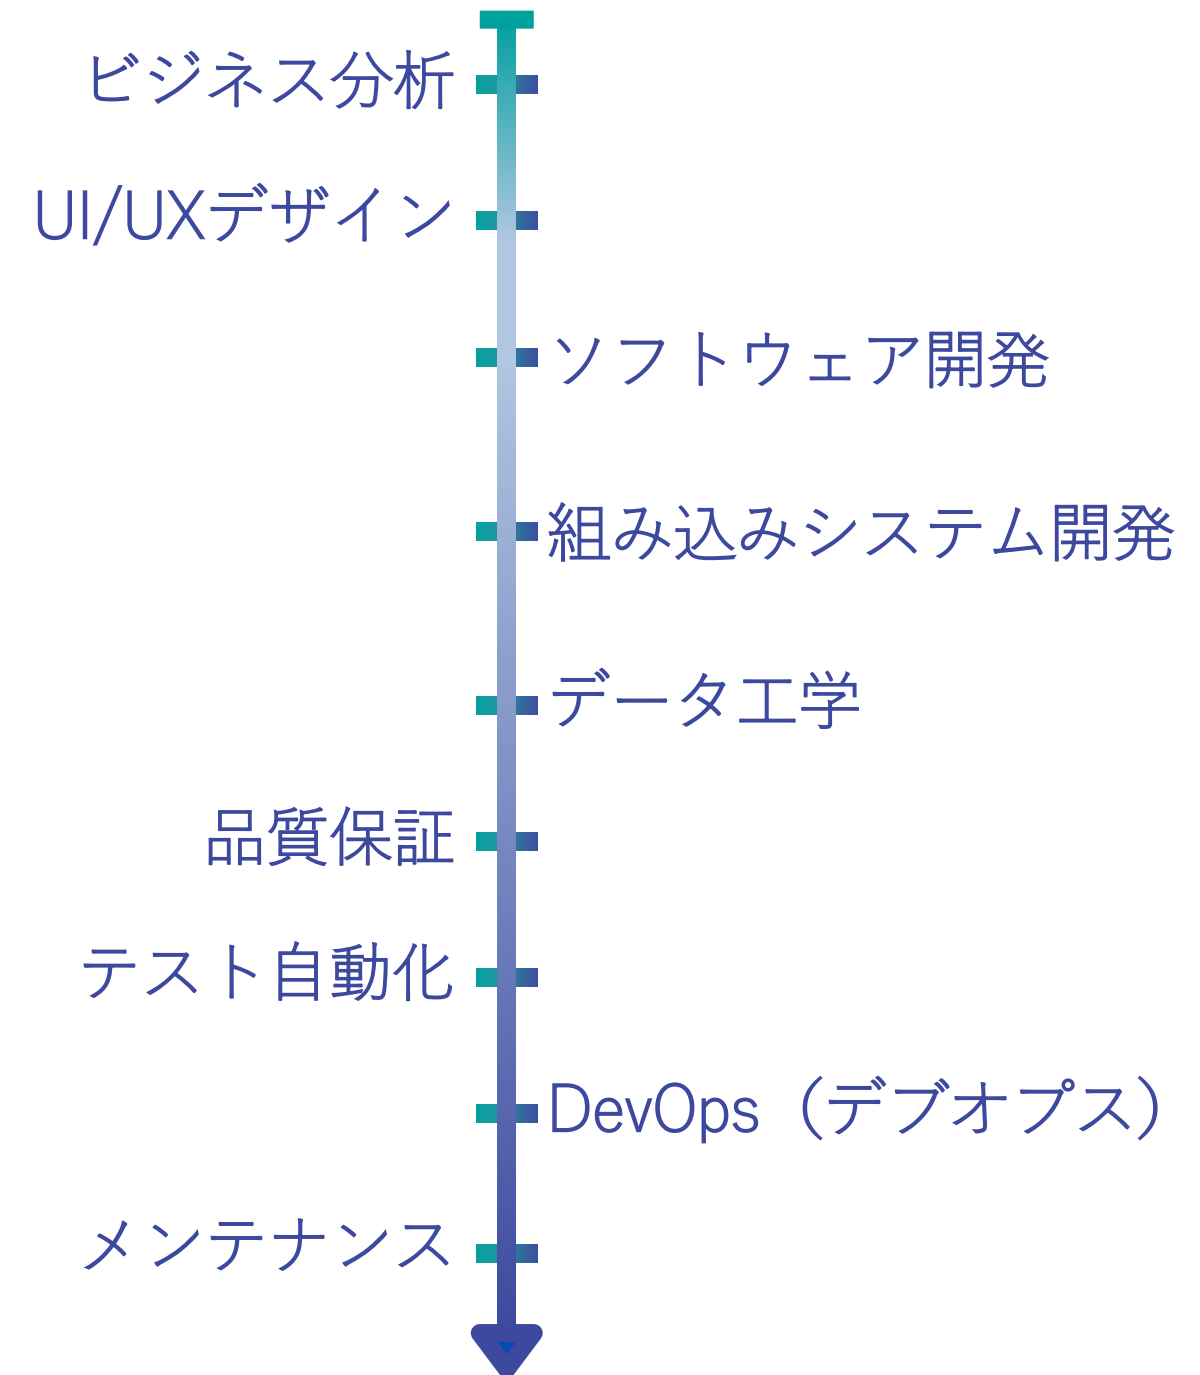 ビジネス分析
UI/UXデザイン
ソフトウェア開発
組み込みシステム開発
データ工学
品質保証
テスト自動化
DevOps（デブオプス）
メンテナンス